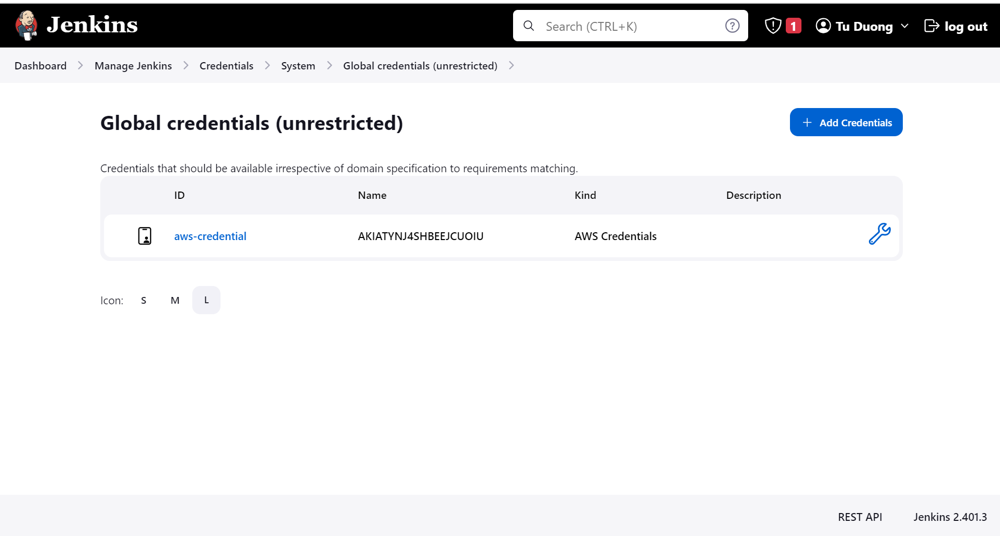 Jenkins
Search (CTRL+K)
?
1
Tu Duong
log out
Dashboard
Manage Jenkins
Credentials
System
Global credentials (unrestricted)
Global credentials (unrestricted)
Add Credentials
Credentials that should be available irrespective of domain specification to requirements matching.
ID Name Kind Description
aws-credential AKIATYNJ4SHBEEJCUOIU AWS Credentials
Icon: S M L
REST API Jenkins 2.401.3